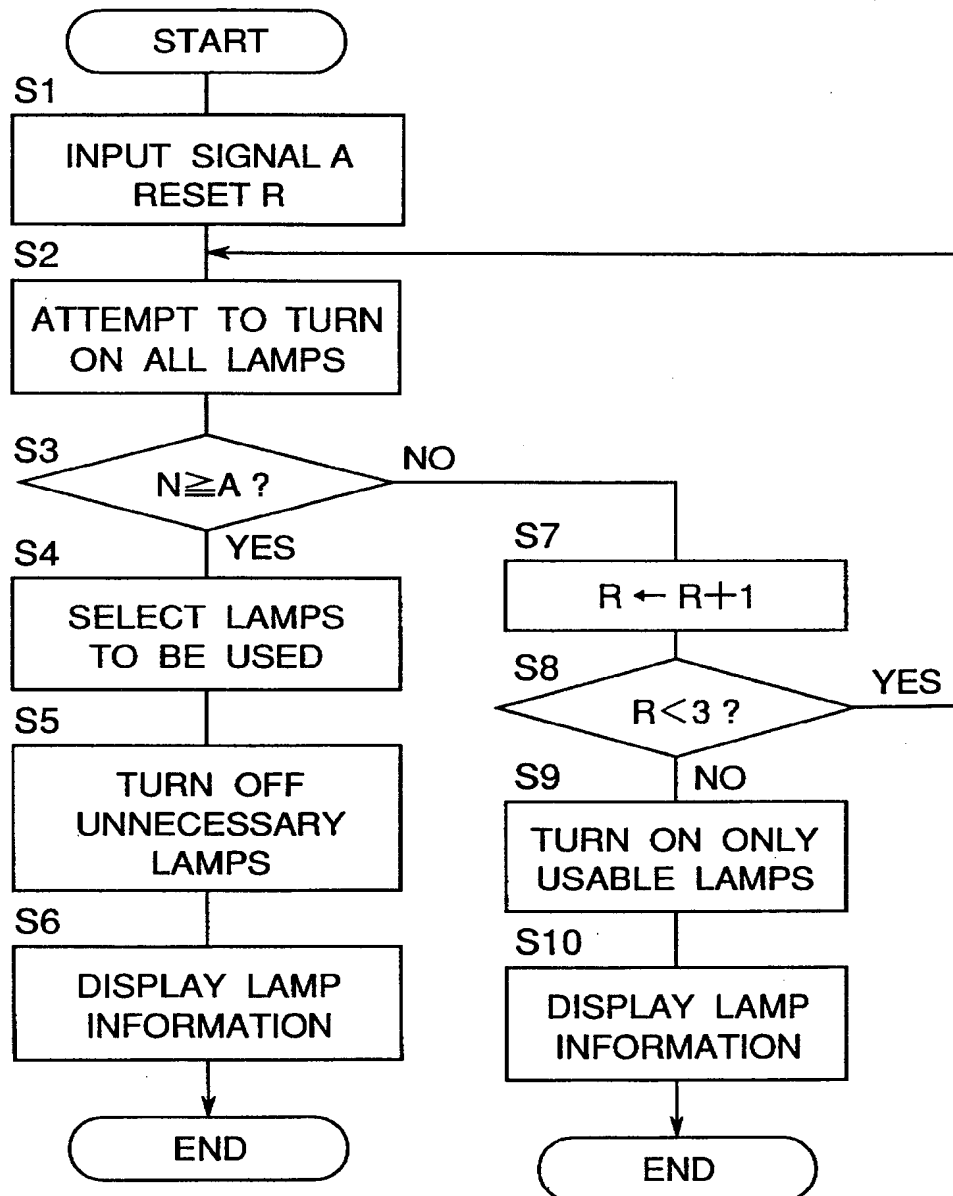 START
S1
INPUT SIGNAL A
RESET R
S2
ATTEMPT TO TURN
ON ALL LAMPS
S3
N≧A ?
NO
YES
S4
SELECT LAMPS
TO BE USED
S5
TURN OFF
UNNECESSARY
LAMPS
S6
DISPLAY LAMP
INFORMATION
END
S7
R ← R+1
S8
R<3 ?
YES
NO
S9
TURN ON ONLY
USABLE LAMPS
S10
DISPLAY LAMP
INFORMATION
END